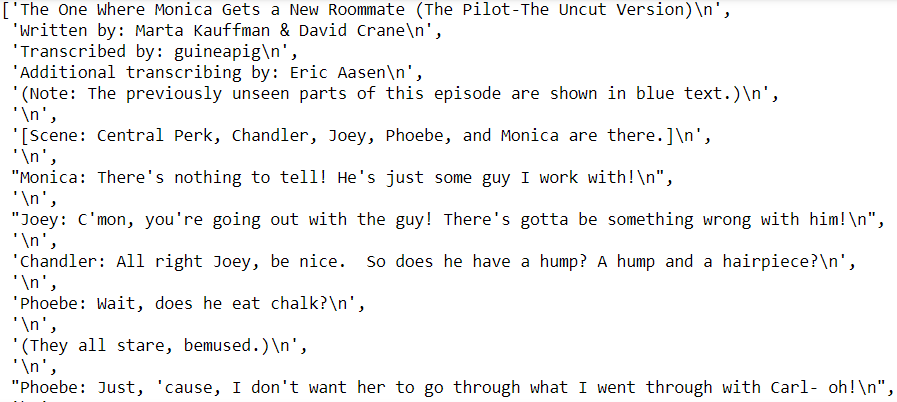 ['The One Where Monica Gets a New Roommate (The Pilot-The Uncut Version)\n',
'Written by: Marta Kauffman & David Crane\n',
'Transcribed by: guineapig\n',
'Additional transcribing by: Eric Aasen\n',
'(Note: The previously unseen parts of this episode are shown in blue text.)\n',
'\n',
'[Scene: Central Perk, Chandler, Joey, Phoebe, and Monica are there.]\n',
'\n',
"Monica: There's nothing to tell! He's just some guy I work with!\n",
'\n',
"Joey: C'mon, you're going out with the guy! There's gotta be something wrong with him!\n",
'\n',
'Chandler: All right Joey, be nice.  So does he have a hump? A hump and a hairpiece?\n',
'\n',
'Phoebe: Wait, does he eat chalk?\n',
'\n',
'(They all stare, bemused.)\n',
'\n',
"Phoebe: Just, 'cause, I don't want her to go through what I went through with Carl- oh!\n",